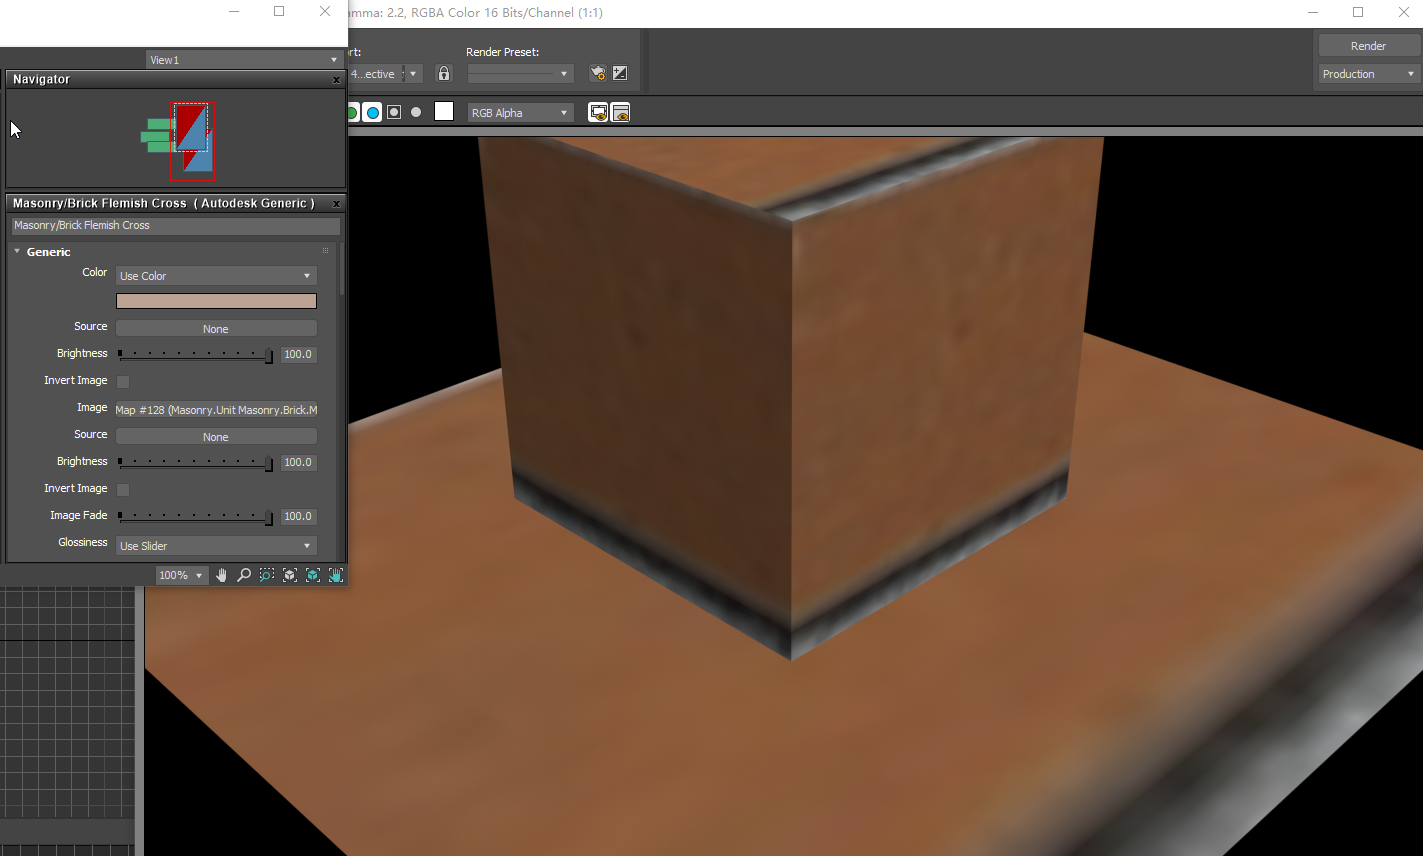 amma: 2.2, RGBA Color 16 Bits/Channel (1:1)
View1
ort:
Render Preset:
Render
4...ective
Production
Navigator
x
RGB Alpha
Masonry/Brick Flemish Cross ( Autodesk Generic )
x
Masonry/Brick Flemish Cross
Generic
Color
Use Color
Source
None
Brightness
100.0
Invert Image
Image
Map #128 (Masonry.Unit Masonry.Brick.M
Source
None
Brightness
100.0
Invert Image
Image Fade
100.0
Glossiness
Use Slider
100%